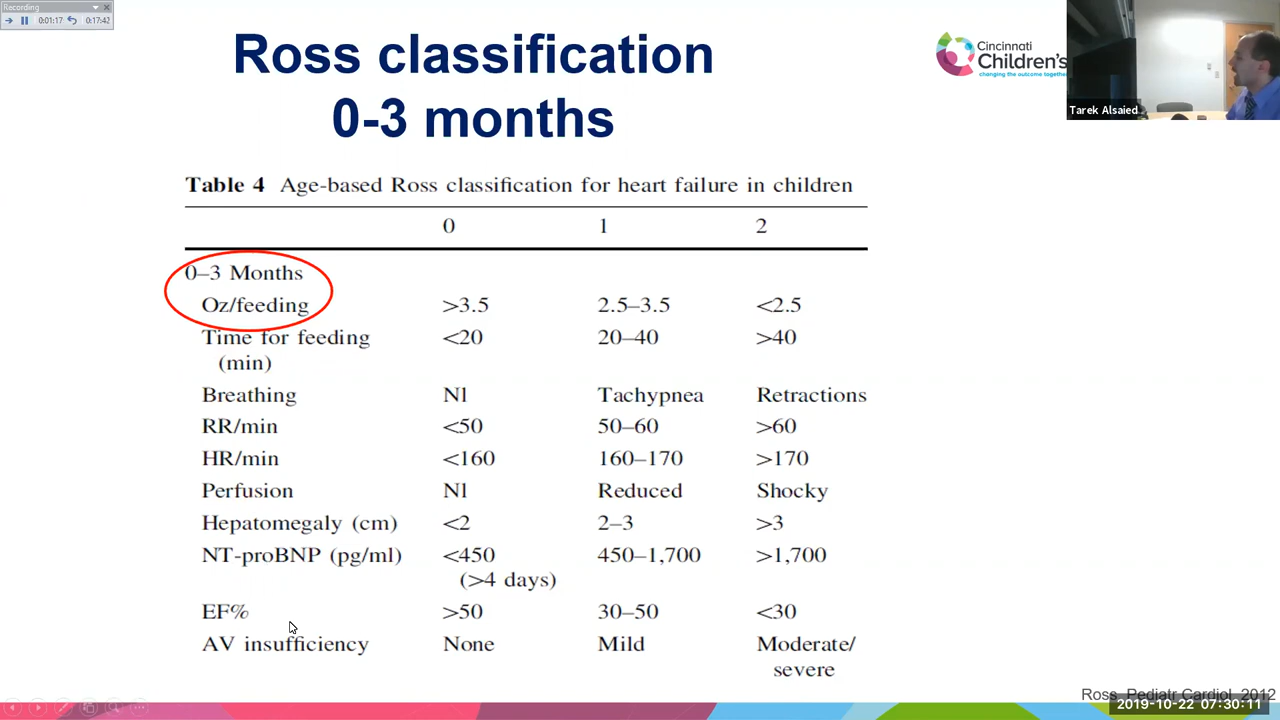 Recording
0:01:17
0:17:42
Ross classification
0-3 months
Cincinnati
Children's
changing the outcome together
Tarek Alsaied
Table 4 Age-based Ross classification for heart failure in children
0 1 2
0–3 Months
Oz/feeding >3.5 2.5–3.5 <2.5
Time for feeding <20 20–40 >40
(min)
Breathing Nl Tachypnea Retractions
RR/min <50 50–60 >60
HR/min <160 160–170 >170
Perfusion Nl Reduced Shocky
Hepatomegaly (cm) <2 2–3 >3
NT-proBNP (pg/ml) <450 450–1,700 >1,700
(>4 days)
EF% >50 30–50 <30
AV insufficiency None Mild Moderate/
severe
Ross Pediatr Cardiol 2012
2019-10-22 07:30:11